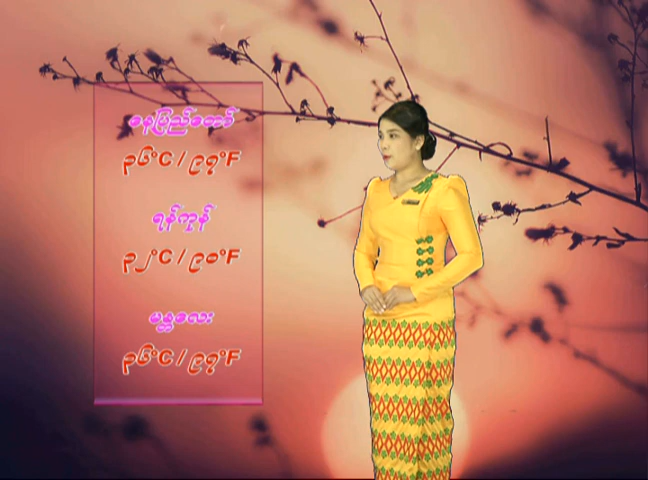 နေပြည်တော်
၃၆°C / ၉၇°F
ရန်ကုန်
၃၂°C / ၉၀°F
မန္တလေး
၃၆°C / ၉၇°F